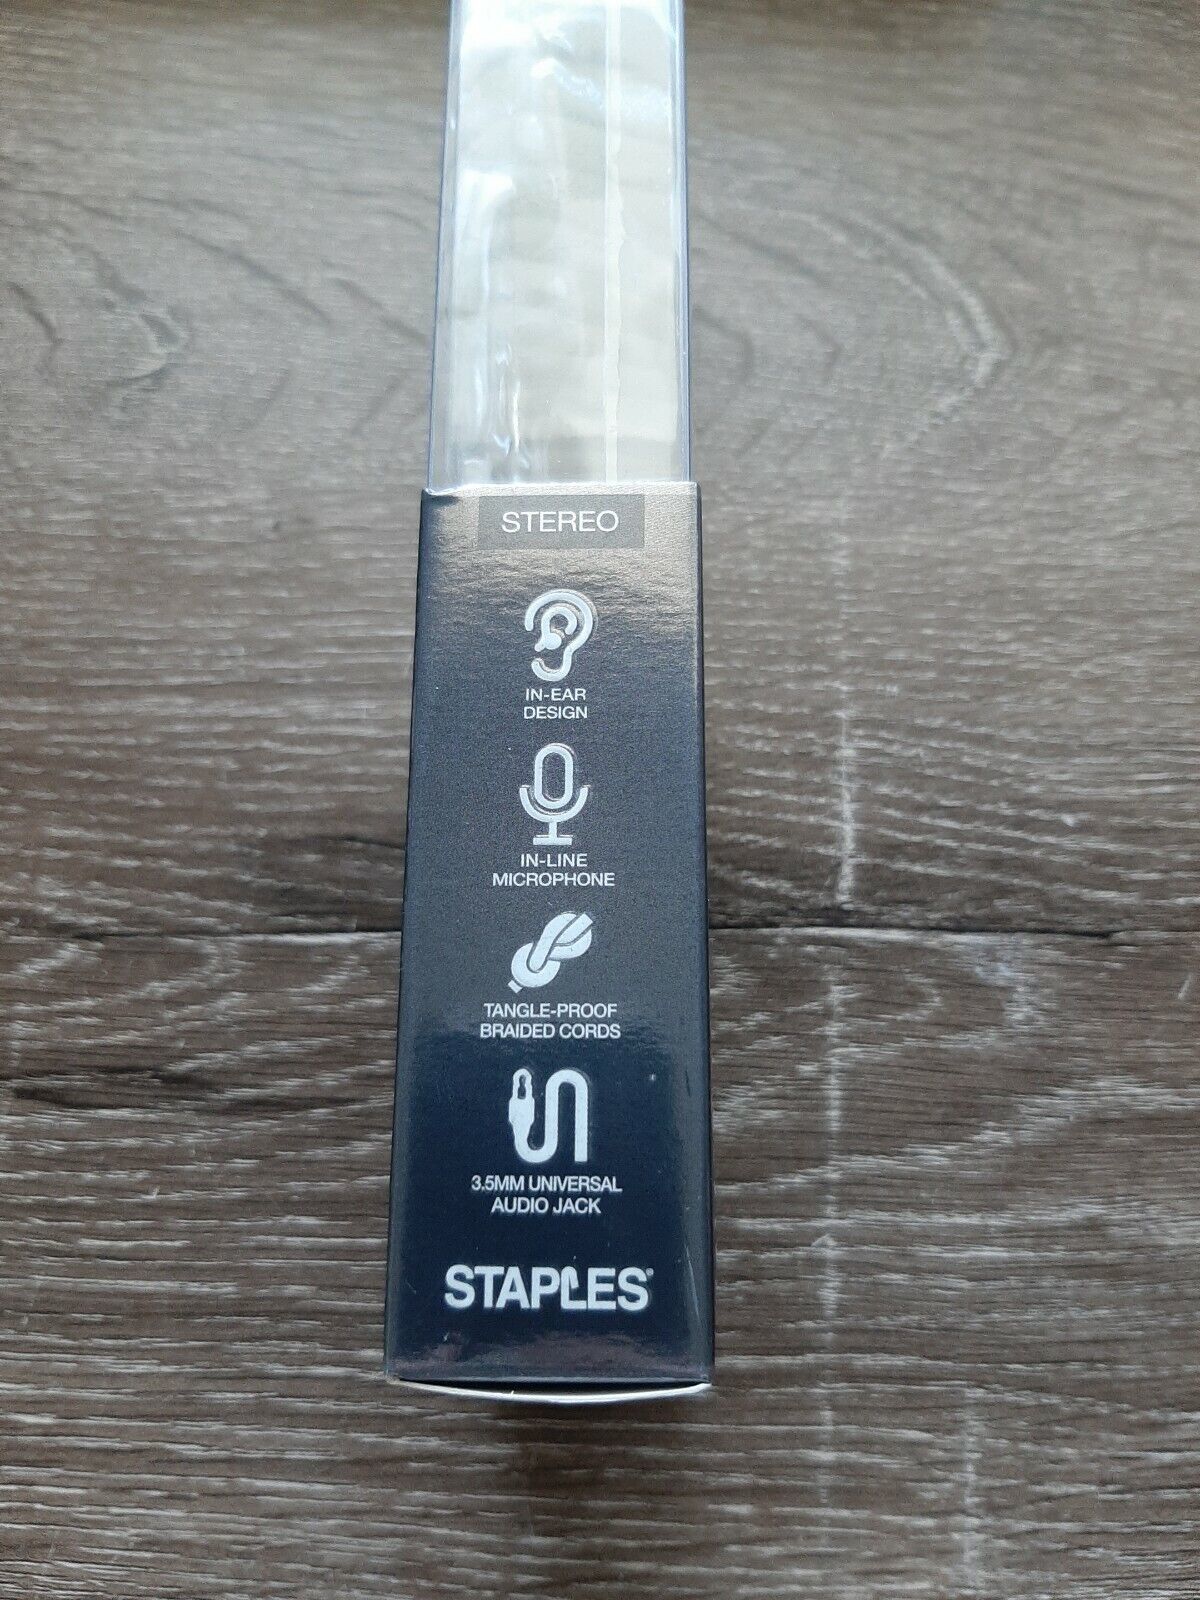 STEREO
IN-EAR
DESIGN
IN-LINE
MICROPHONE
TANGLE-PROOF
BRAIDED CORDS
3.5MM UNIVERSAL
AUDIO JACK
STAPLES®